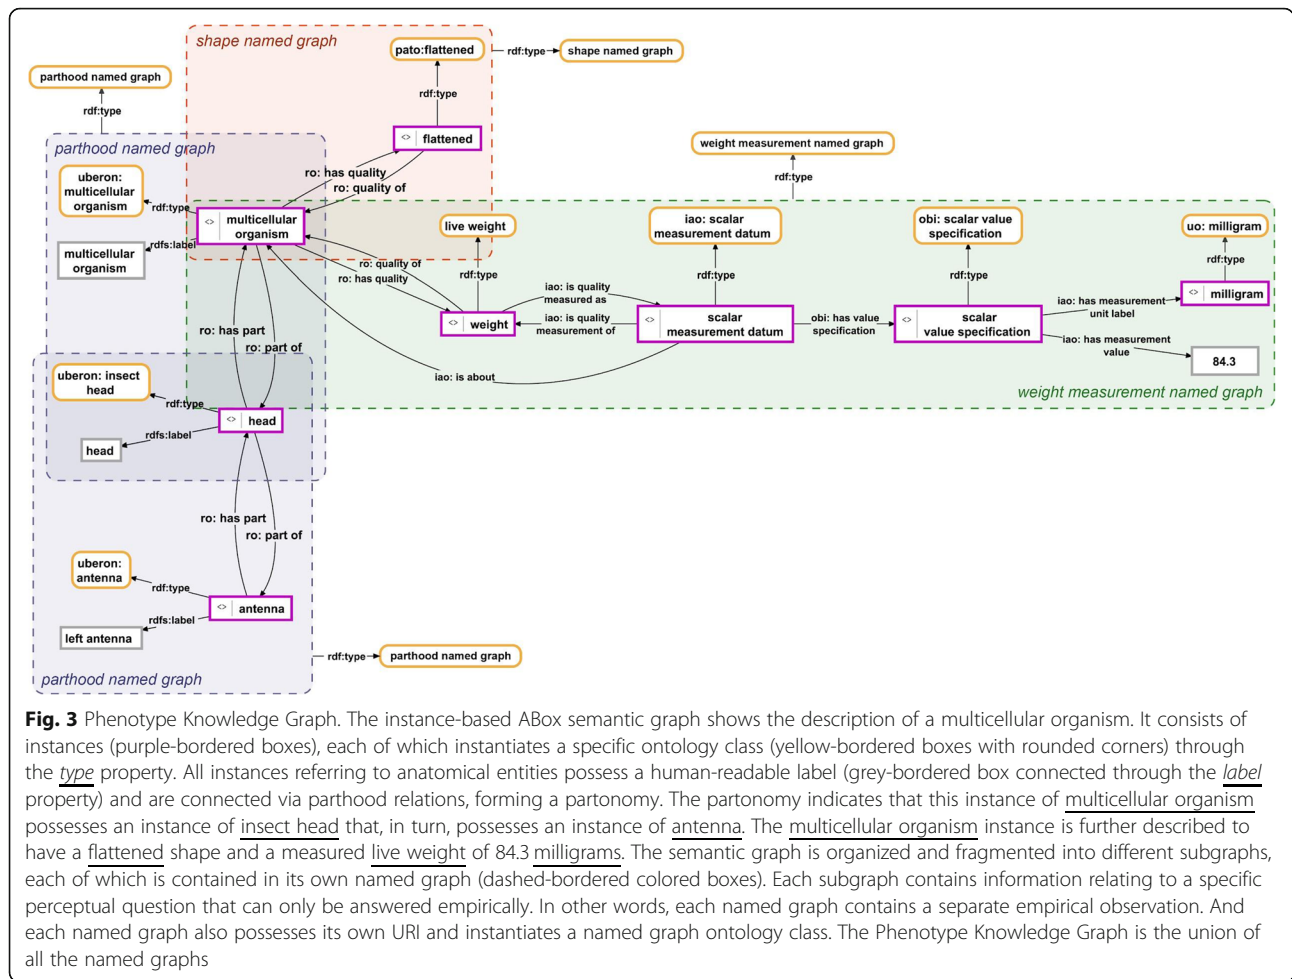 shape named graph
pato:flattened
rdf:type
shape named graph
parthood named graph
rdf:type
rdf:type
<> flattened
parthood named graph
weight measurement named graph
rdf:type
ro: has quality
ro: quality of
uberon:
multicellular
organism
rdf:type
<> multicellular
organism
rdfs:label
multicellular
organism
live weight
iao: scalar
measurement datum
obi: scalar value
specification
uo: milligram
rdf:type
rdf:type
rdf:type
rdf:type
ro: quality of
ro: has quality
iao: is quality
measured as
<> weight
iao: is quality
measurement of
<> scalar
measurement datum
obi: has value
specification
<> scalar
value specification
iao: has measurement
unit label
<> milligram
iao: has measurement
value
84.3
iao: is about
weight measurement named graph
ro: has part
ro: part of
uberon: insect
head
rdf:type
<> head
rdfs:label
head
ro: has part
ro: part of
uberon:
antenna
rdf:type
<> antenna
rdfs:label
left antenna
parthood named graph
rdf:type
parthood named graph
Fig. 3 Phenotype Knowledge Graph. The instance-based ABox semantic graph shows the description of a multicellular organism. It consists of
instances (purple-bordered boxes), each of which instantiates a specific ontology class (yellow-bordered boxes with rounded corners) through
the type property. All instances referring to anatomical entities possess a human-readable label (grey-bordered box connected through the label
property) and are connected via parthood relations, forming a partonomy. The partonomy indicates that this instance of multicellular organism
possesses an instance of insect head that, in turn, possesses an instance of antenna. The multicellular organism instance is further described to
have a flattened shape and a measured live weight of 84.3 milligrams. The semantic graph is organized and fragmented into different subgraphs,
each of which is contained in its own named graph (dashed-bordered colored boxes). Each subgraph contains information relating to a specific
perceptual question that can only be answered empirically. In other words, each named graph contains a separate empirical observation. And
each named graph also possesses its own URI and instantiates a named graph ontology class. The Phenotype Knowledge Graph is the union of
all the named graphs